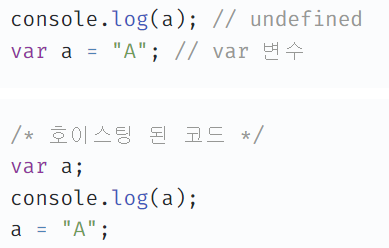 console.log(a); // undefined
var a = "A"; // var 변수
/* 호이스팅 된 코드 */
var a;
console.log(a);
a = "A";